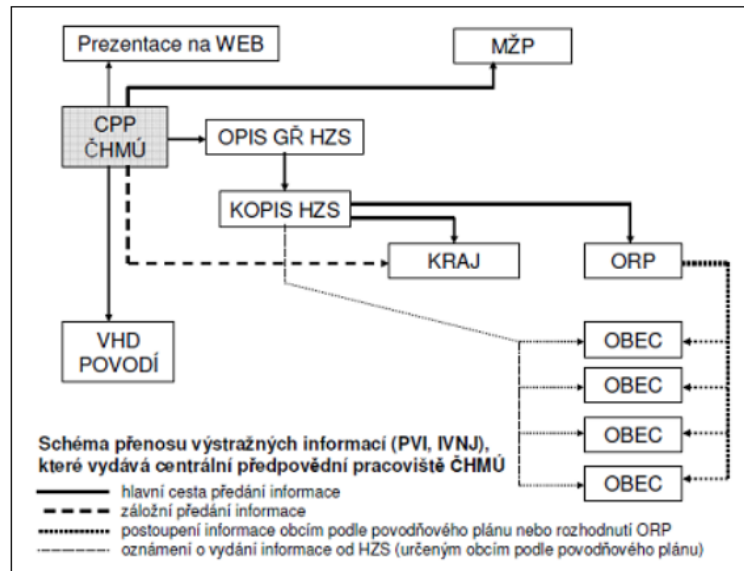 Prezentace na WEB
MŽP
CPP
ČHMÚ
OPIS GŘ HZS
KOPIS HZS
KRAJ
ORP
VHD
POVODÍ
OBEC
OBEC
OBEC
OBEC
Schéma přenosu výstražných informací (PVI, IVNJ),
které vydává centrální předpovědní pracoviště ČHMÚ
hlavní cesta předání informace
záložní předání informace
postoupení informace obcím podle povodňového plánu nebo rozhodnutí ORP
oznámení o vydání informace od HZS (určeným obcím podle povodňového plánu)